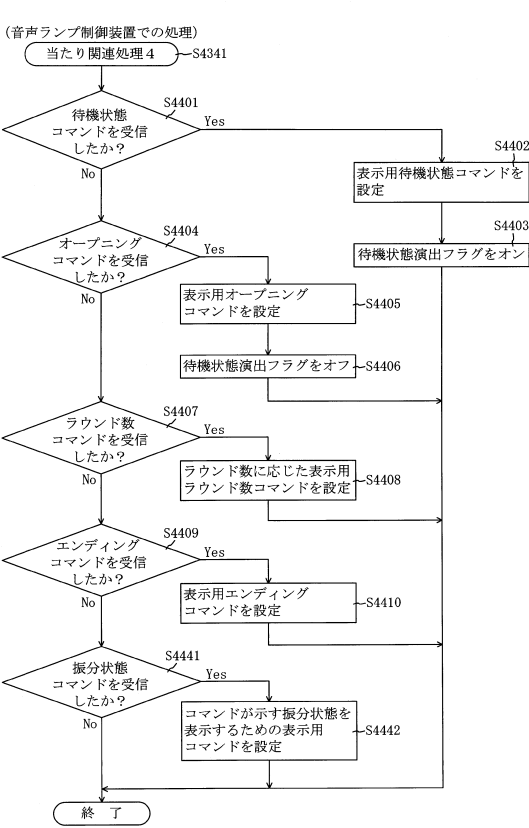 (音声ランプ制御装置での処理)
当たり関連処理4
S4341
S4401
待機状態
コマンドを受信
したか?
Yes
No
S4402
表示用待機状態コマンドを
設定
S4403
待機状態演出フラグをオン
S4404
オープニング
コマンドを受信
したか?
Yes
No
表示用オープニング
コマンドを設定
S4405
待機状態演出フラグをオフ
S4406
S4407
ラウンド数
コマンドを受信
したか?
Yes
No
ラウンド数に応じた表示用
ラウンド数コマンドを設定
S4408
S4409
エンディング
コマンドを受信
したか?
Yes
No
表示用エンディング
コマンドを設定
S4410
S4441
振分状態
コマンドを受信
したか?
Yes
No
コマンドが示す振分状態を
表示するための表示用
コマンドを設定
S4442
終 了